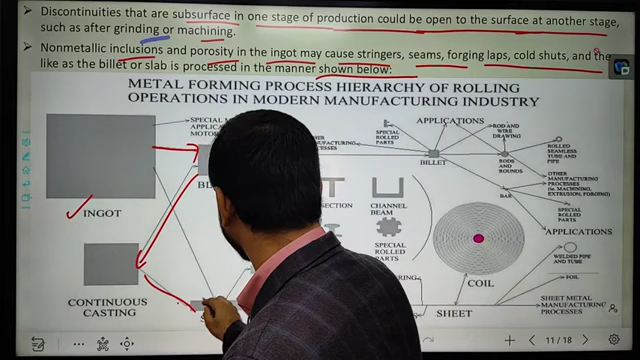 Discontinuities that are subsurface in one stage of production could be open to the surface at another stage,
such as after grinding or machining.
Nonmetallic inclusions and porosity in the ingot may cause stringers, seams, forging laps, cold shuts, and the
like as the billet or slab is processed in the manner shown below:
METAL FORMING PROCESS HIERARCHY OF ROLLING
OPERATIONS IN MODERN MANUFACTURING INDUSTRY
INGOT
CONTINUOUS
CASTING
SPECIAL
ROLLED
PARTS
APPLICATIONS
BILLET
ROD AND
WIRE
DRAWING
RODS
AND
ROUNDS
ROLLED
SEAMLESS
TUBE AND
PIPE
OTHER
MANUFACTURING
PROCESSES
(i.e. MACHINING,
EXTRUSION, FORGING)
BAR
SPECIAL
ROLLED
PARTS
CHANNEL
BEAM
SPECIAL
ROLLED
PARTS
COIL
APPLICATIONS
WELDED PIPE
AND TUBE
FOIL
SHEET
SHEET METAL
MANUFACTURING
PROCESSES
11 / 18